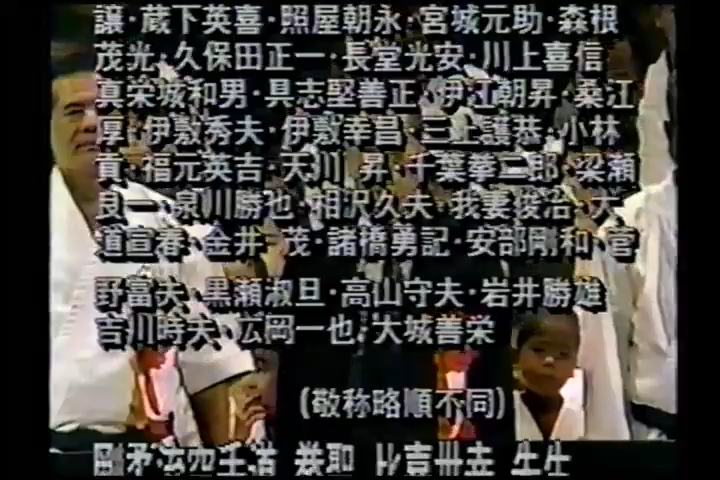 譲・蔵下英喜・照屋朝永・宮城元助・森根
茂光・久保田正一・長堂光安・川上喜信
真栄城和男・具志堅善正・伊江朝昇・桑江
厚・伊敷秀夫・伊敷幸昌・三上護恭・小林
貢・福元英吉・天川 昇・千葉拳二郎・梁瀬
良一・泉川勝也・相沢久夫・我妻俊治・大
道宣春・金井 茂・諸橋勇記・安部剛和・菅
野富夫・黒瀬淑旦・高山守夫・岩井勝雄
吉川時夫・広岡一也・大城善栄
(敬称略順不同)